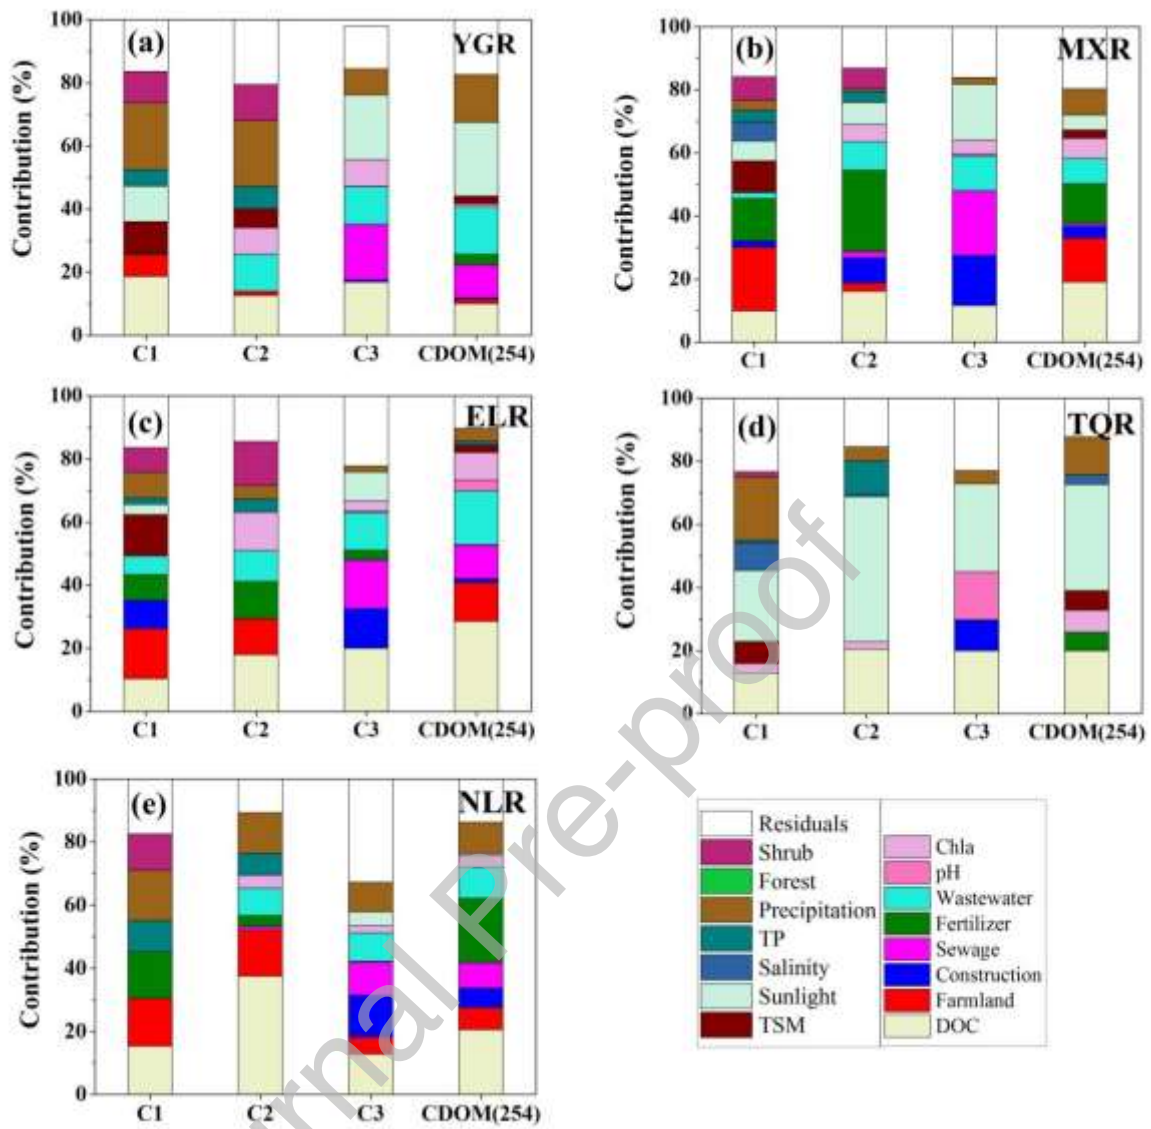 (a)
YGR
Contribution (%)
100
80
60
40
20
0
C1 C2 C3 CDOM(254)
(b)
MXR
Contribution (%)
100
80
60
40
20
0
C1 C2 C3 CDOM(254)
(c)
ELR
Contribution (%)
100
80
60
40
20
0
C1 C2 C3 CDOM(254)
(d)
TQR
Contribution (%)
100
80
60
40
20
0
C1 C2 C3 CDOM(254)
(e)
NLR
Contribution (%)
100
80
60
40
20
0
C1 C2 C3 CDOM(254)
Residuals
Shrub
Forest
Precipitation
TP
Salinity
Sunlight
TSM
Chla
pH
Wastewater
Fertilizer
Sewage
Construction
Farmland
DOC
urnal Pre-proof